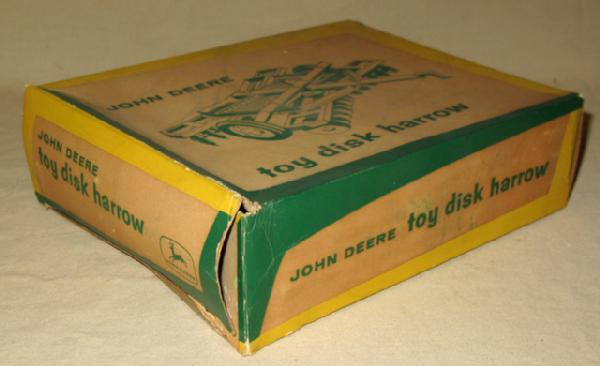 JOHN DEERE
toy disk harrow
JOHN DEERE
toy disk harrow
JOHN DEERE toy disk harrow